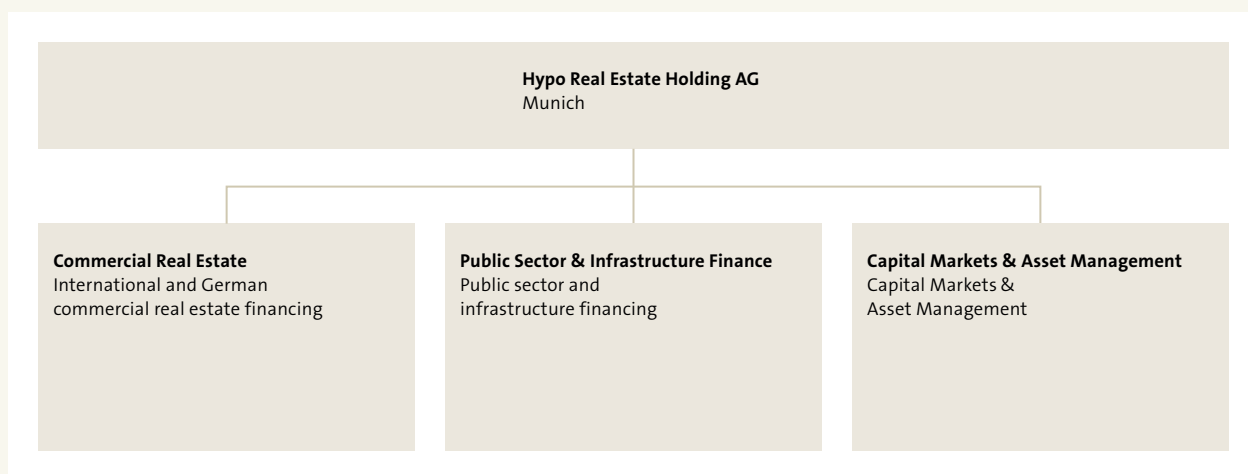 Hypo Real Estate Holding AG
Munich
Commercial Real Estate
International and German
commercial real estate financing
Public Sector & Infrastructure Finance
Public sector and
infrastructure financing
Capital Markets & Asset Management
Capital Markets &
Asset Management